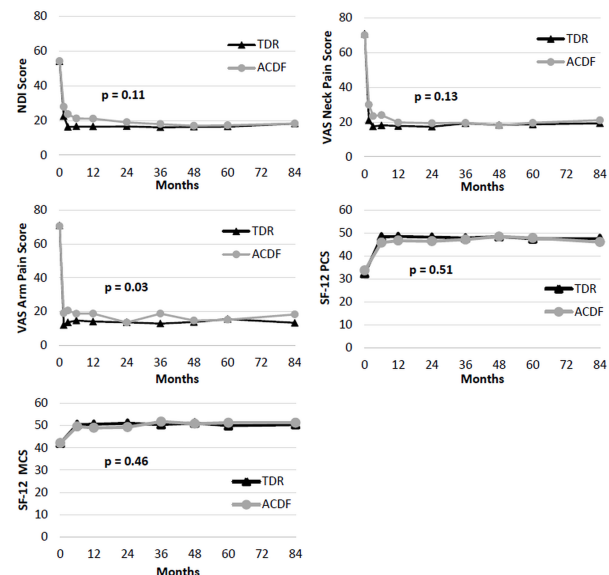 NDI Score
80
60
40
20
0
TDR
ACDF
p = 0.11
0 12 24 36 48 60 72 84
Months
VAS Neck Pain Score
80
60
40
20
0
TDR
ACDF
p = 0.13
0 12 24 36 48 60 72 84
Months
VAS Arm Pain Score
80
60
40
20
0
TDR
ACDF
p = 0.03
0 12 24 36 48 60 72 84
Months
SF-12 PCS
60
50
40
30
20
10
0
p = 0.51
TDR
ACDF
0 12 24 36 48 60 72 84
Months
SF-12 MCS
60
50
40
30
50
10
0
p = 0.46
TDR
ACDF
0 12 24 36 48 60 72 84
Months